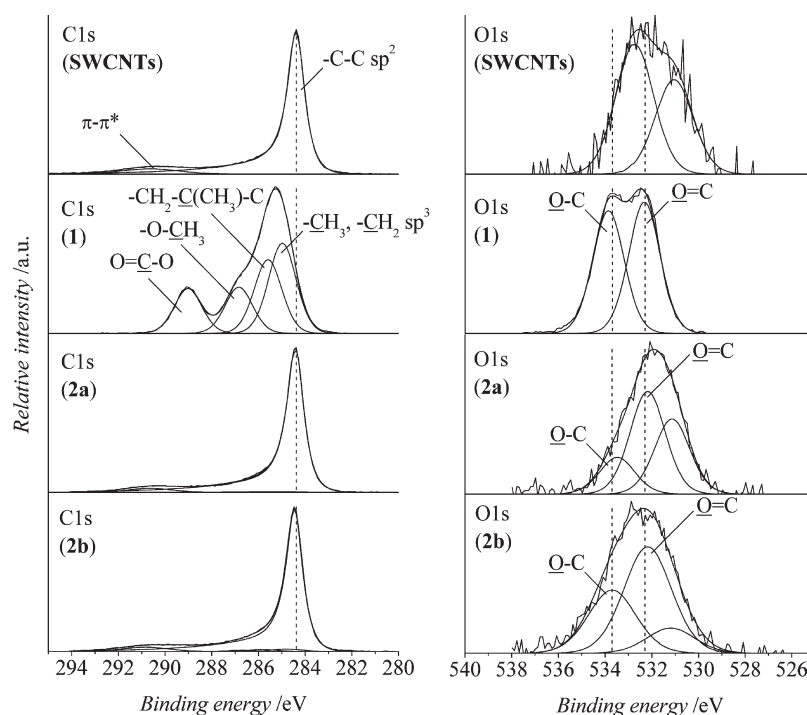 Relative intensity /a.u.
C1s
(SWCNTs)
-C-C sp²
π-π*
C1s
(1)
-CH₂-C(CH₃)-C
-O-CH₃
-CH₃, -CH₂ sp³
O=C-O
C1s
(2a)
C1s
(2b)
295 292 290 288 286 284 282 280
Binding energy /eV
O1s
(SWCNTs)
O1s
(1)
O-C
O=C
O1s
(2a)
O=C
O-C
O1s
(2b)
O=C
O-C
540 538 536 534 532 530 528 526
Binding energy /eV